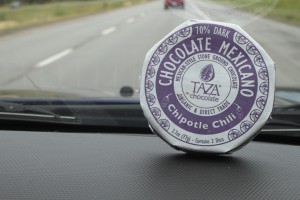 70% DARK
CHOCOLATE MEXICANO
MEXICAN-STYLE STONE GROUND CHOCOLATE
TAZA
chocolate
ORGANIC & DIRECT TRADE
Chipotle Chili